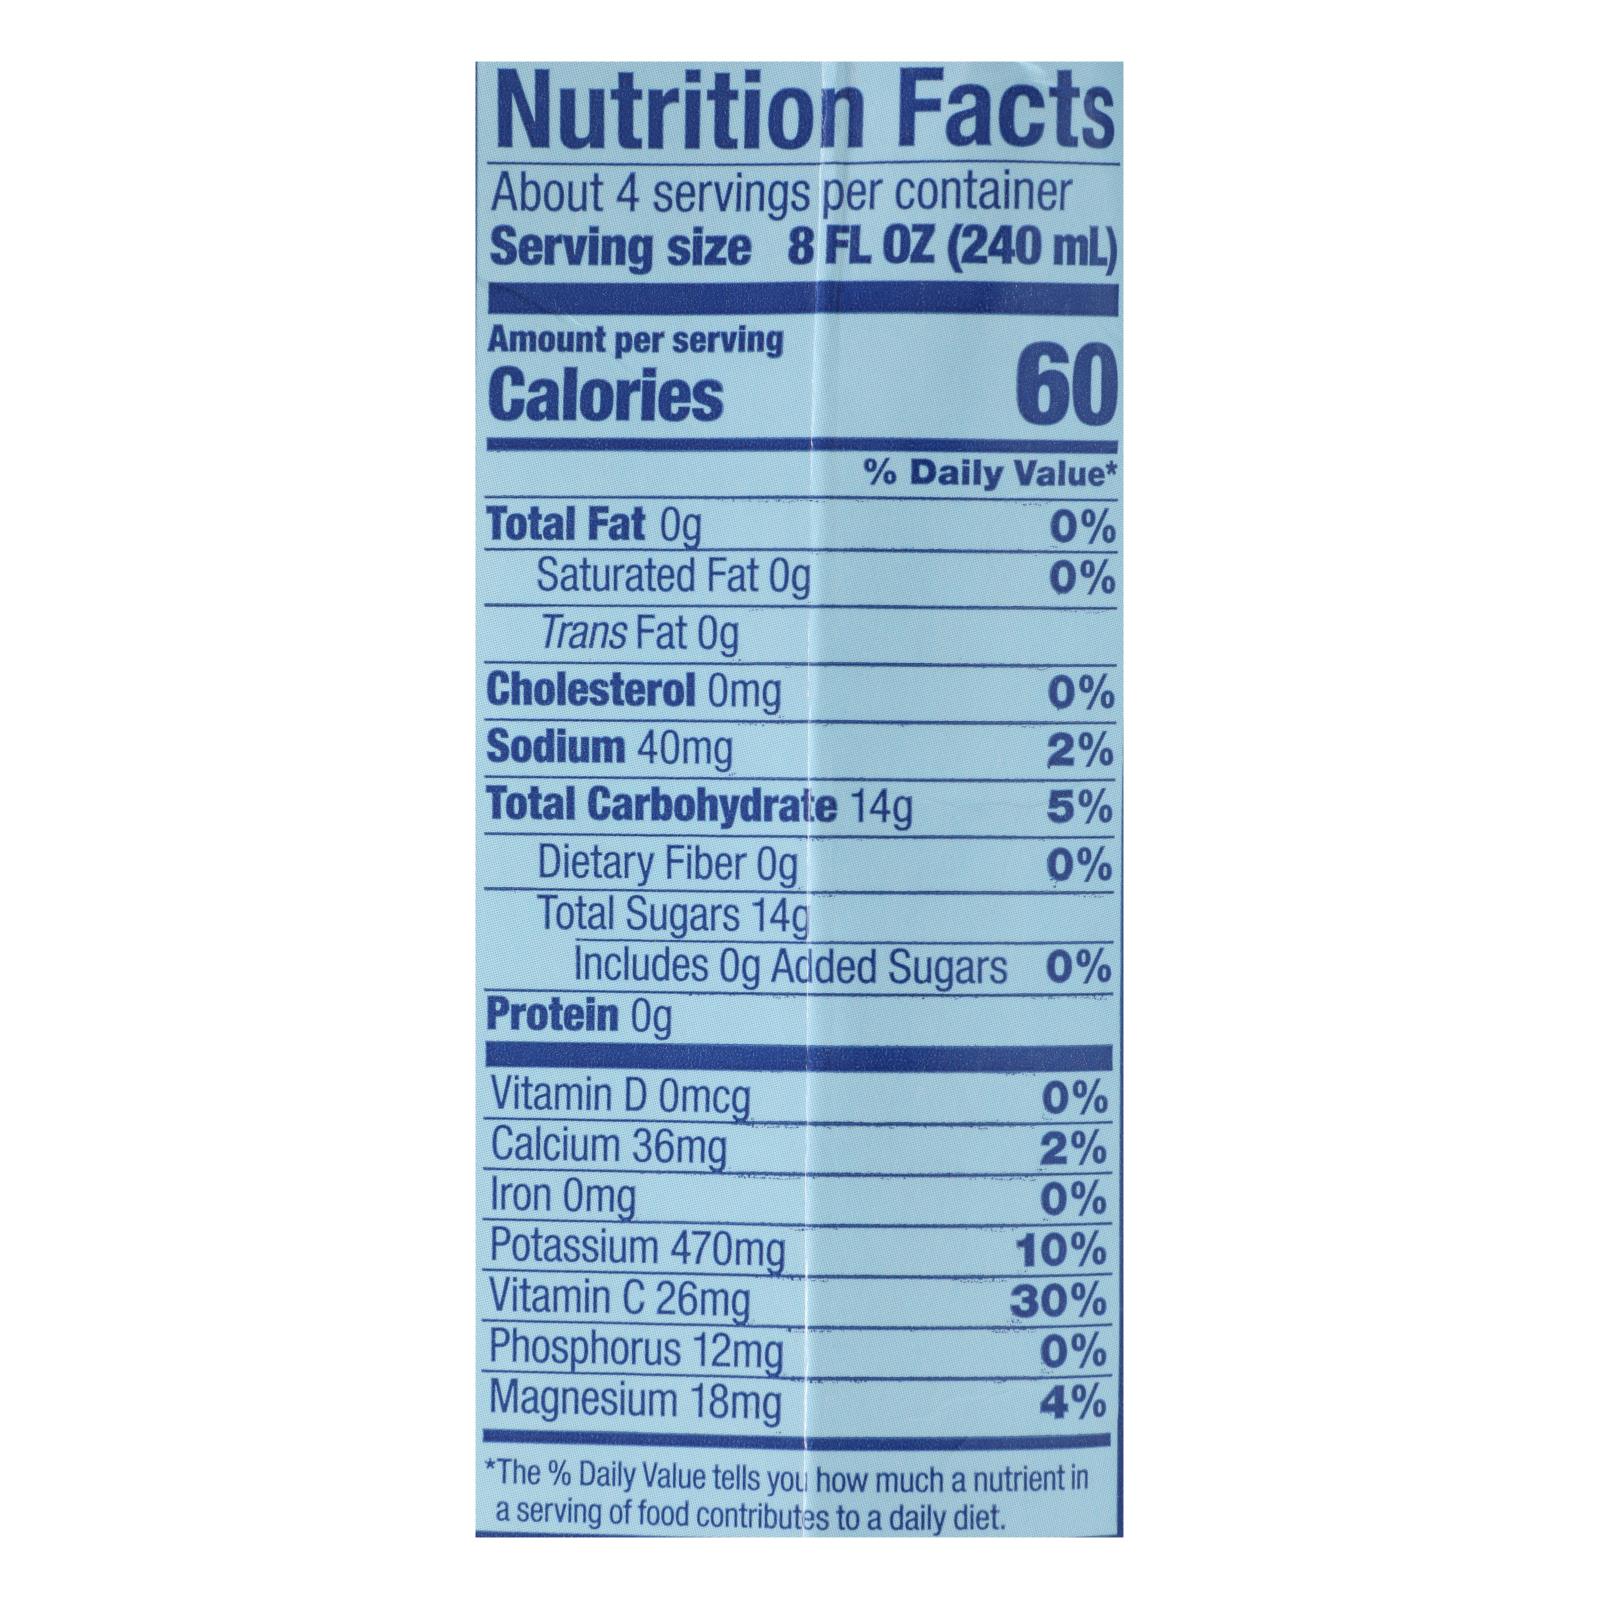 Nutrition Facts
About 4 servings per container
Serving size 8 FL OZ (240 mL)
Amount per serving
Calories 60
% Daily Value*
Total Fat 0g 0%
Saturated Fat 0g 0%
Trans Fat 0g
Cholesterol 0mg 0%
Sodium 40mg 2%
Total Carbohydrate 14g 5%
Dietary Fiber 0g 0%
Total Sugars 14g
Includes 0g Added Sugars 0%
Protein 0g
Vitamin D 0mcg 0%
Calcium 36mg 2%
Iron 0mg 0%
Potassium 470mg 10%
Vitamin C 26mg 30%
Phosphorus 12mg 0%
Magnesium 18mg 4%
*The % Daily Value tells you how much a nutrient in
a serving of food contributes to a daily diet.